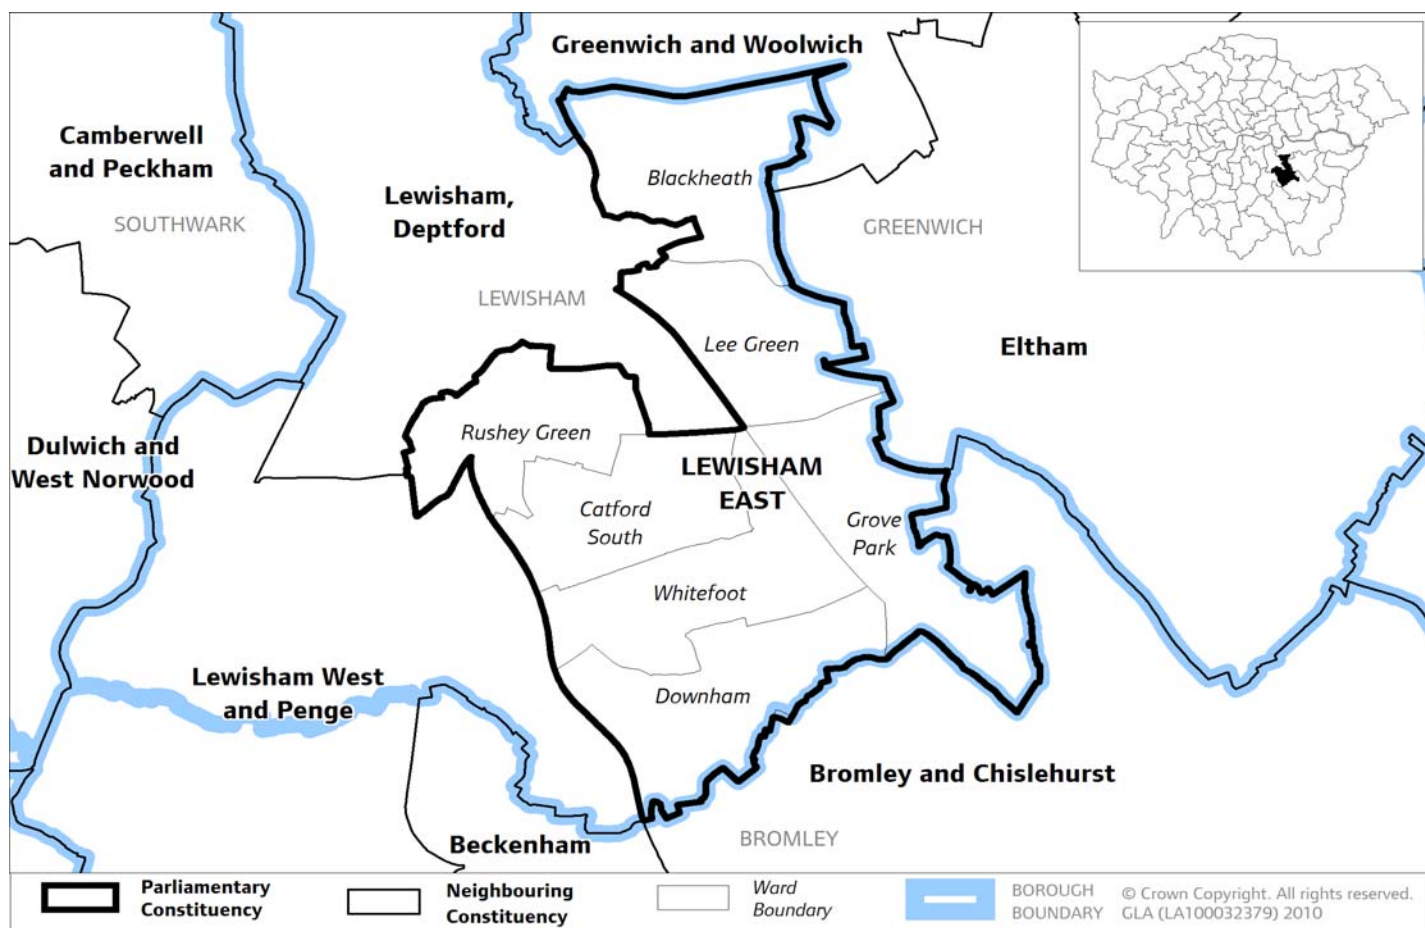 Greenwich and Woolwich
Camberwell
and Peckham
SOUTHWARK
Lewisham,
Deptford
Blackheath
GREENWICH
LEWISHAM
Lee Green
Eltham
Dulwich and
West Norwood
Rushey Green
LEWISHAM
EAST
Catford
South
Grove
Park
Whitefoot
Lewisham West
and Penge
Downham
Bromley and Chislehurst
Beckenham
BROMLEY
Parliamentary
Constituency
Neighbouring
Constituency
Ward
Boundary
BOROUGH
BOUNDARY
© Crown Copyright. All rights reserved.
GLA (LA100032379) 2010